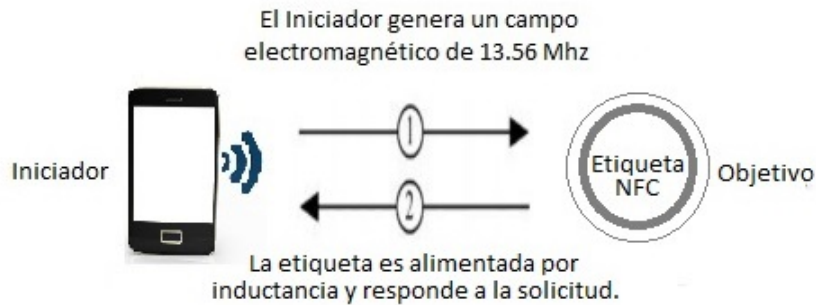 El Iniciador genera un campo
electromagnético de 13.56 Mhz
1
Iniciador
Etiqueta
NFC
Objetivo
2
La etiqueta es alimentada por
inductancia y responde a la solicitud.